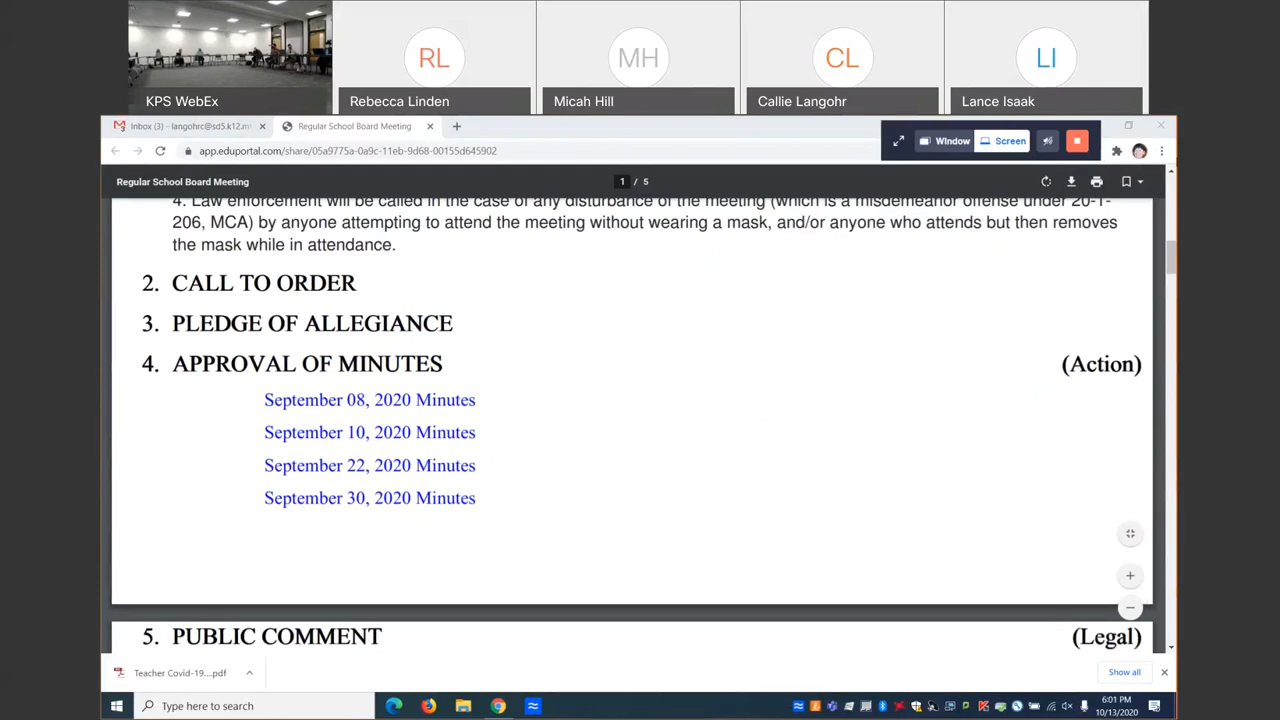 RL
MH
CL
LI
KPS WebEx
Rebecca Linden
Micah Hill
Callie Langohr
Lance Isaak
Inbox (3) - langohrc@sd5.k12.m
Regular School Board Meeting
Window
Screen
app.eduportal.com/share/05a9775a-0a9c-11eb-9d68-00155d645902
Regular School Board Meeting
1 / 5
4. Law enforcement will be called in the case of any disturbance of the meeting (which is a misdemeanor offense under 20-1-
206, MCA) by anyone attempting to attend the meeting without wearing a mask, and/or anyone who attends but then removes
the mask while in attendance.
2. CALL TO ORDER
3. PLEDGE OF ALLEGIANCE
4. APPROVAL OF MINUTES (Action)
September 08, 2020 Minutes
September 10, 2020 Minutes
September 22, 2020 Minutes
September 30, 2020 Minutes
5. PUBLIC COMMENT (Legal)
Teacher Covid-19....pdf
Show all
Type here to search
6:01 PM
10/13/2020